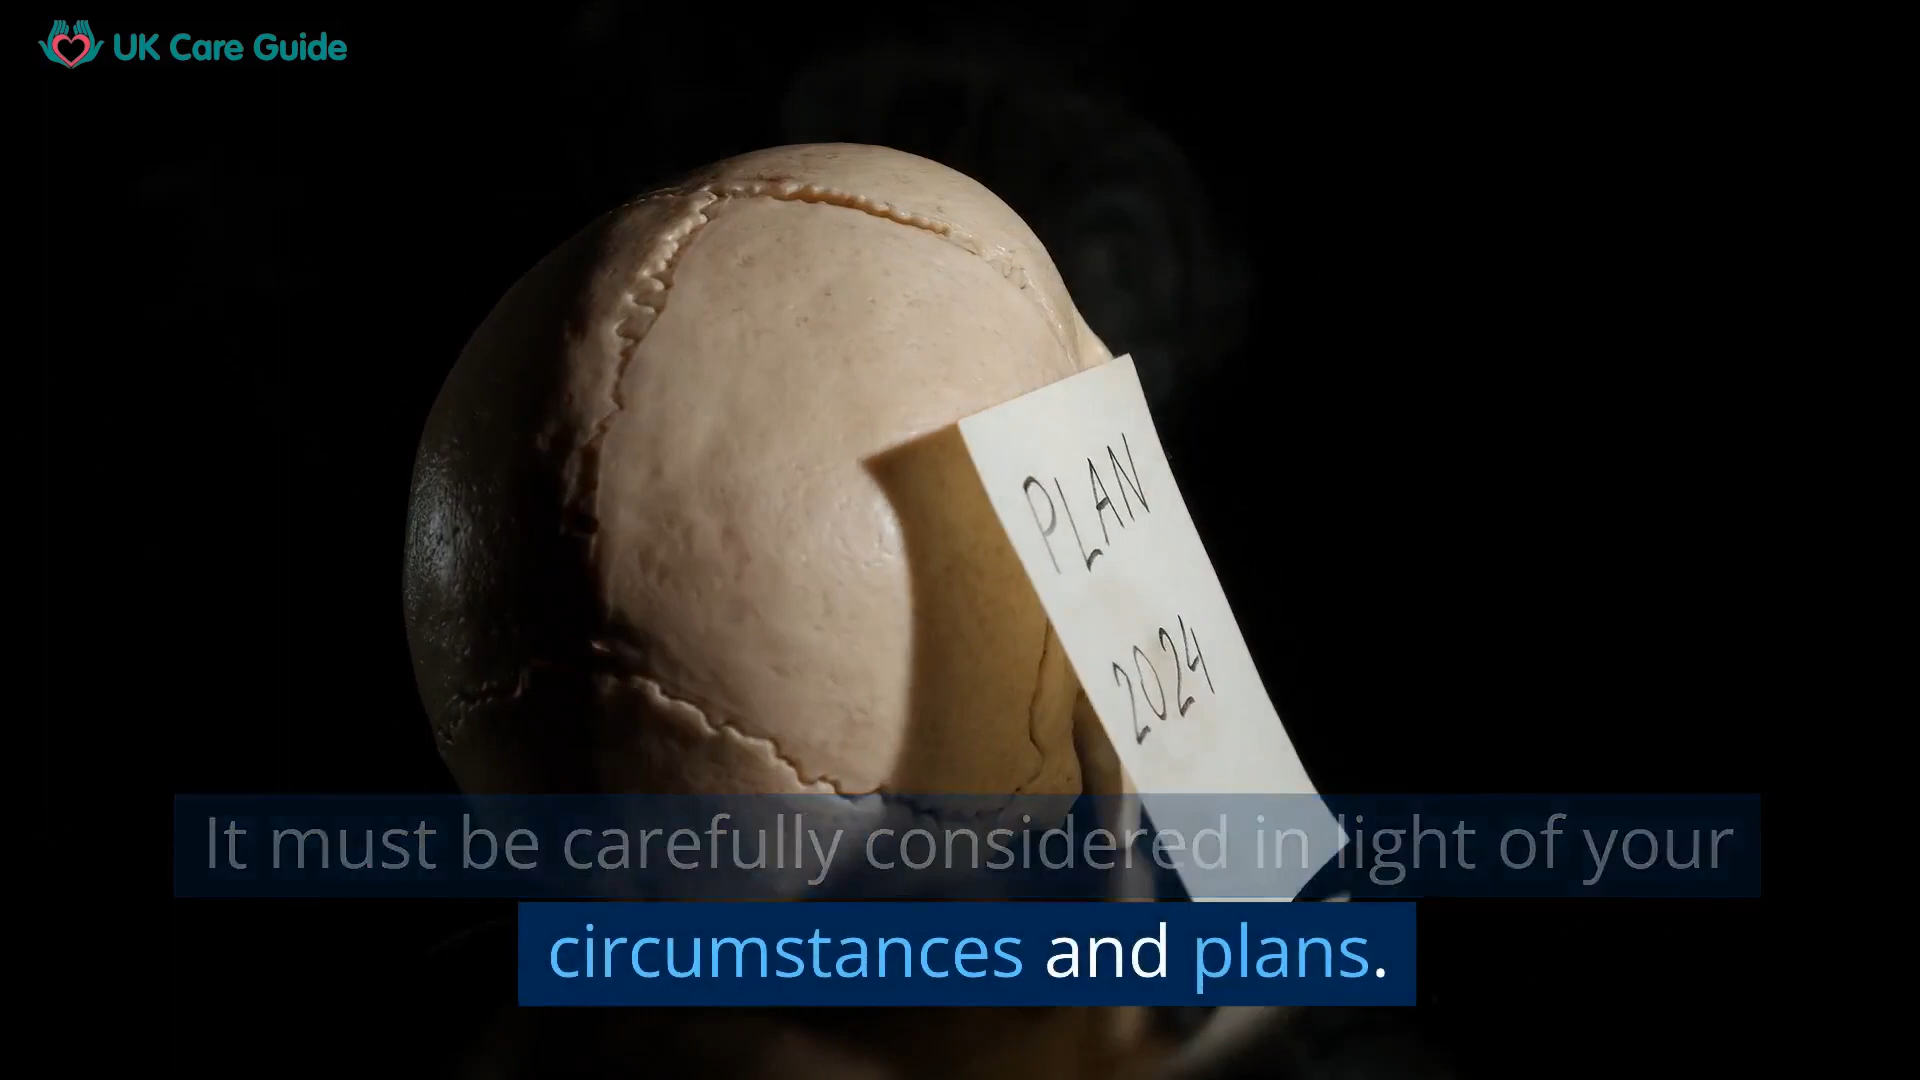 UK Care Guide
PLAN
2024
It must be carefully considered in light of your
circumstances and plans.